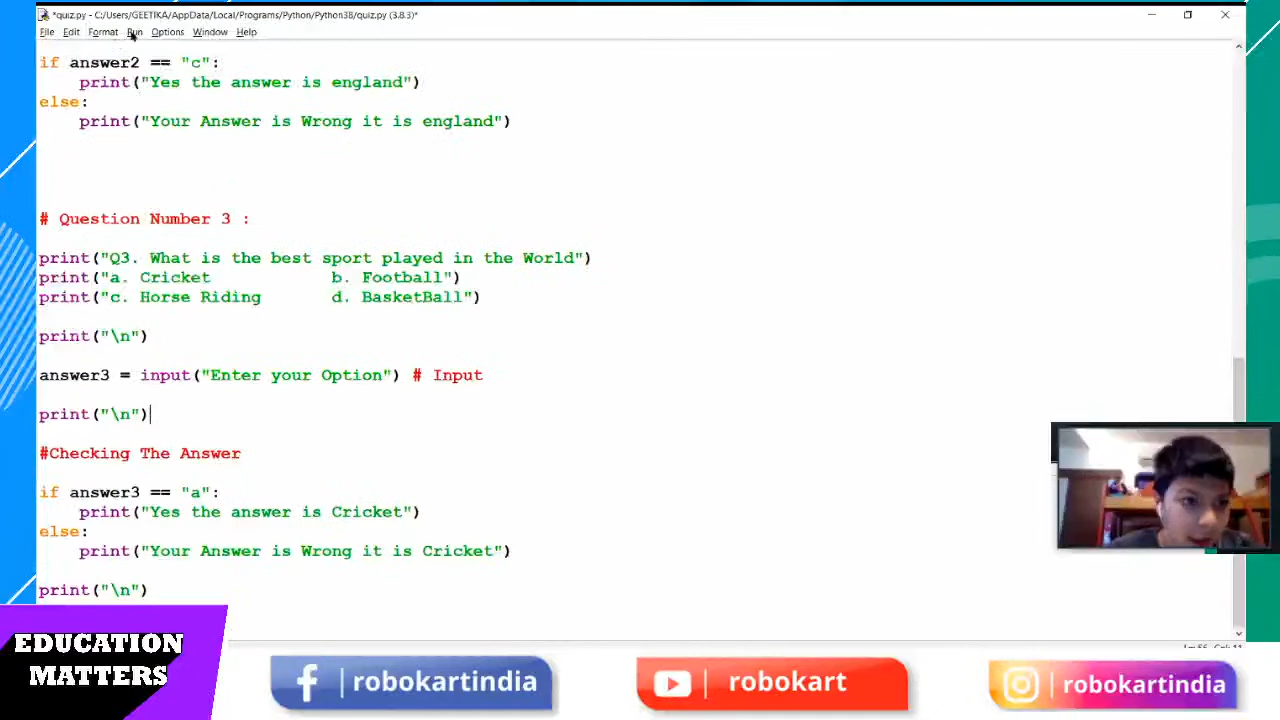 *quiz.py - C:/Users/GEETIKA/AppData/Local/Programs/Python/Python38/quiz.py (3.8.3)*
File Edit Format Run Options Window Help
if answer2 == "c":
    print("Yes the answer is england")
else:
    print("Your Answer is Wrong it is england")
# Question Number 3 :
print("Q3. What is the best sport played in the World")
print("a. Cricket            b. Football")
print("c. Horse Riding       d. BasketBall")
print("\n")
answer3 = input("Enter your Option") # Input
print("\n")
#Checking The Answer
if answer3 == "a":
    print("Yes the answer is Cricket")
else:
    print("Your Answer is Wrong it is Cricket")
print("\n")
EDUCATION
MATTERS
f | robokartindia
| robokart
robokartindia